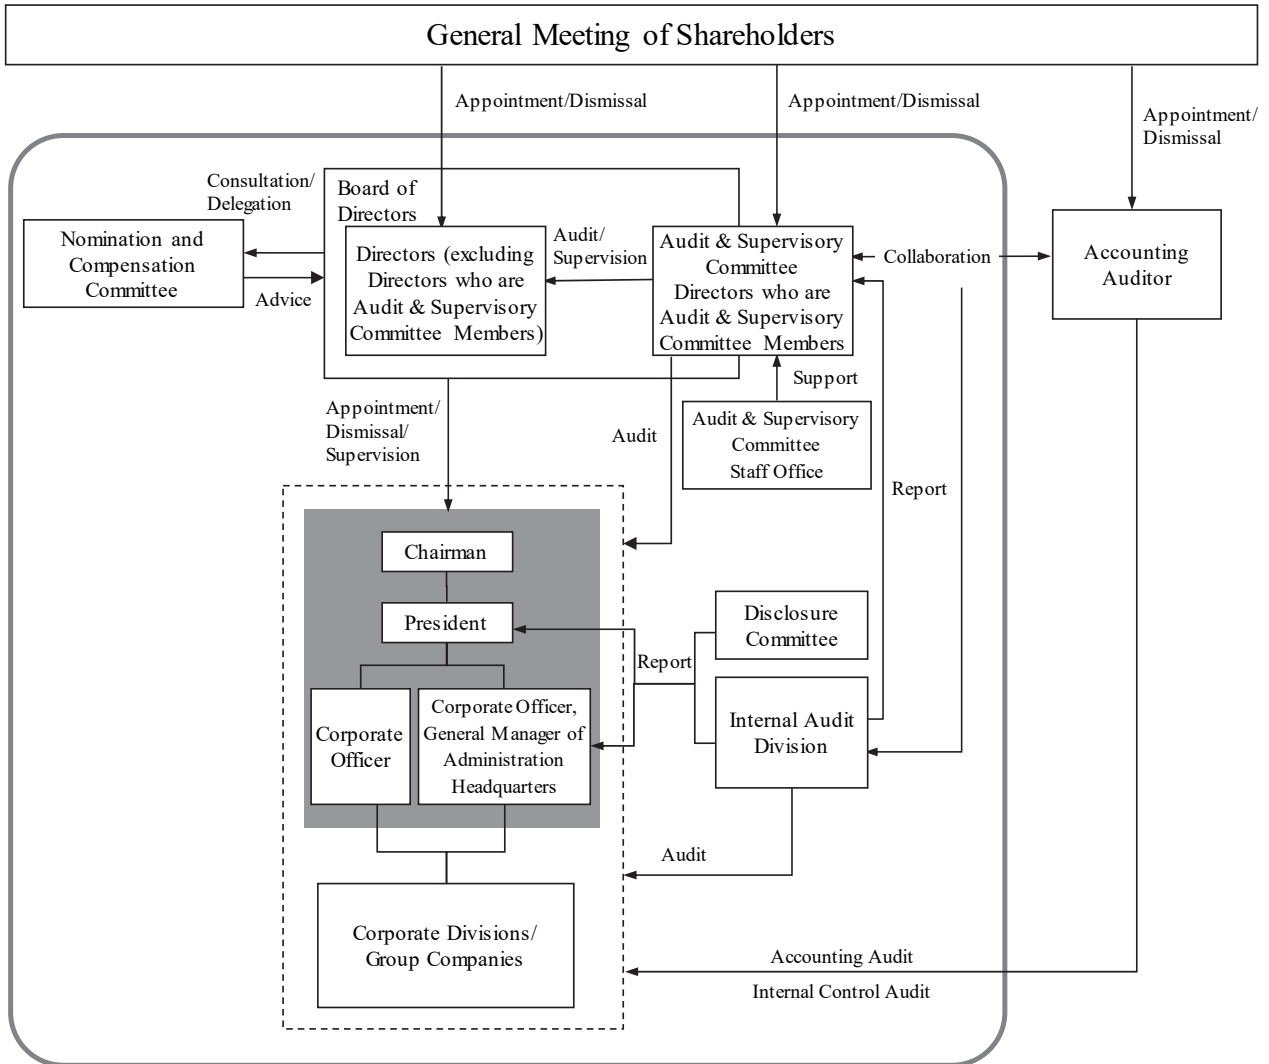 General Meeting of Shareholders
Appointment/Dismissal
Appointment/Dismissal
Appointment/
Dismissal
Consultation/
Delegation
Board of
Directors
Nomination and
Compensation
Committee
Advice
Directors (excluding
Directors who are
Audit & Supervisory
Committee Members)
Audit/
Supervision
Audit & Supervisory
Committee
Directors who are
Audit & Supervisory
Committee Members
Collaboration
Accounting
Auditor
Support
Appointment/
Dismissal/
Supervision
Audit
Audit & Supervisory
Committee
Staff Office
Report
Chairman
President
Disclosure
Committee
Report
Corporate
Officer
Corporate Officer,
General Manager of
Administration
Headquarters
Internal Audit
Division
Audit
Corporate Divisions/
Group Companies
Accounting Audit
Internal Control Audit